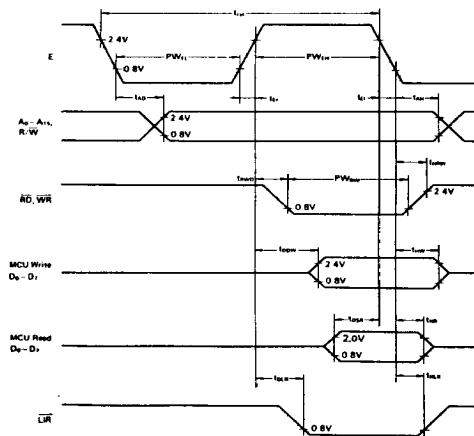 tcyc
E
2.4V
PWEL
PWEH
0.8V
tEr
tEf
tAD
tAH
A0 ~ A15,
R/W
2.4V
0.8V
tRWD
PWRW
RD, WR
0.8V
2.4V
tDDW
tHW
MCU Write
D0 ~ D7
2.4V
0.8V
tDSR
tHR
MCU Read
D0 ~ D7
2.0V
0.8V
tDLR
tHLR
LIR
0.8V